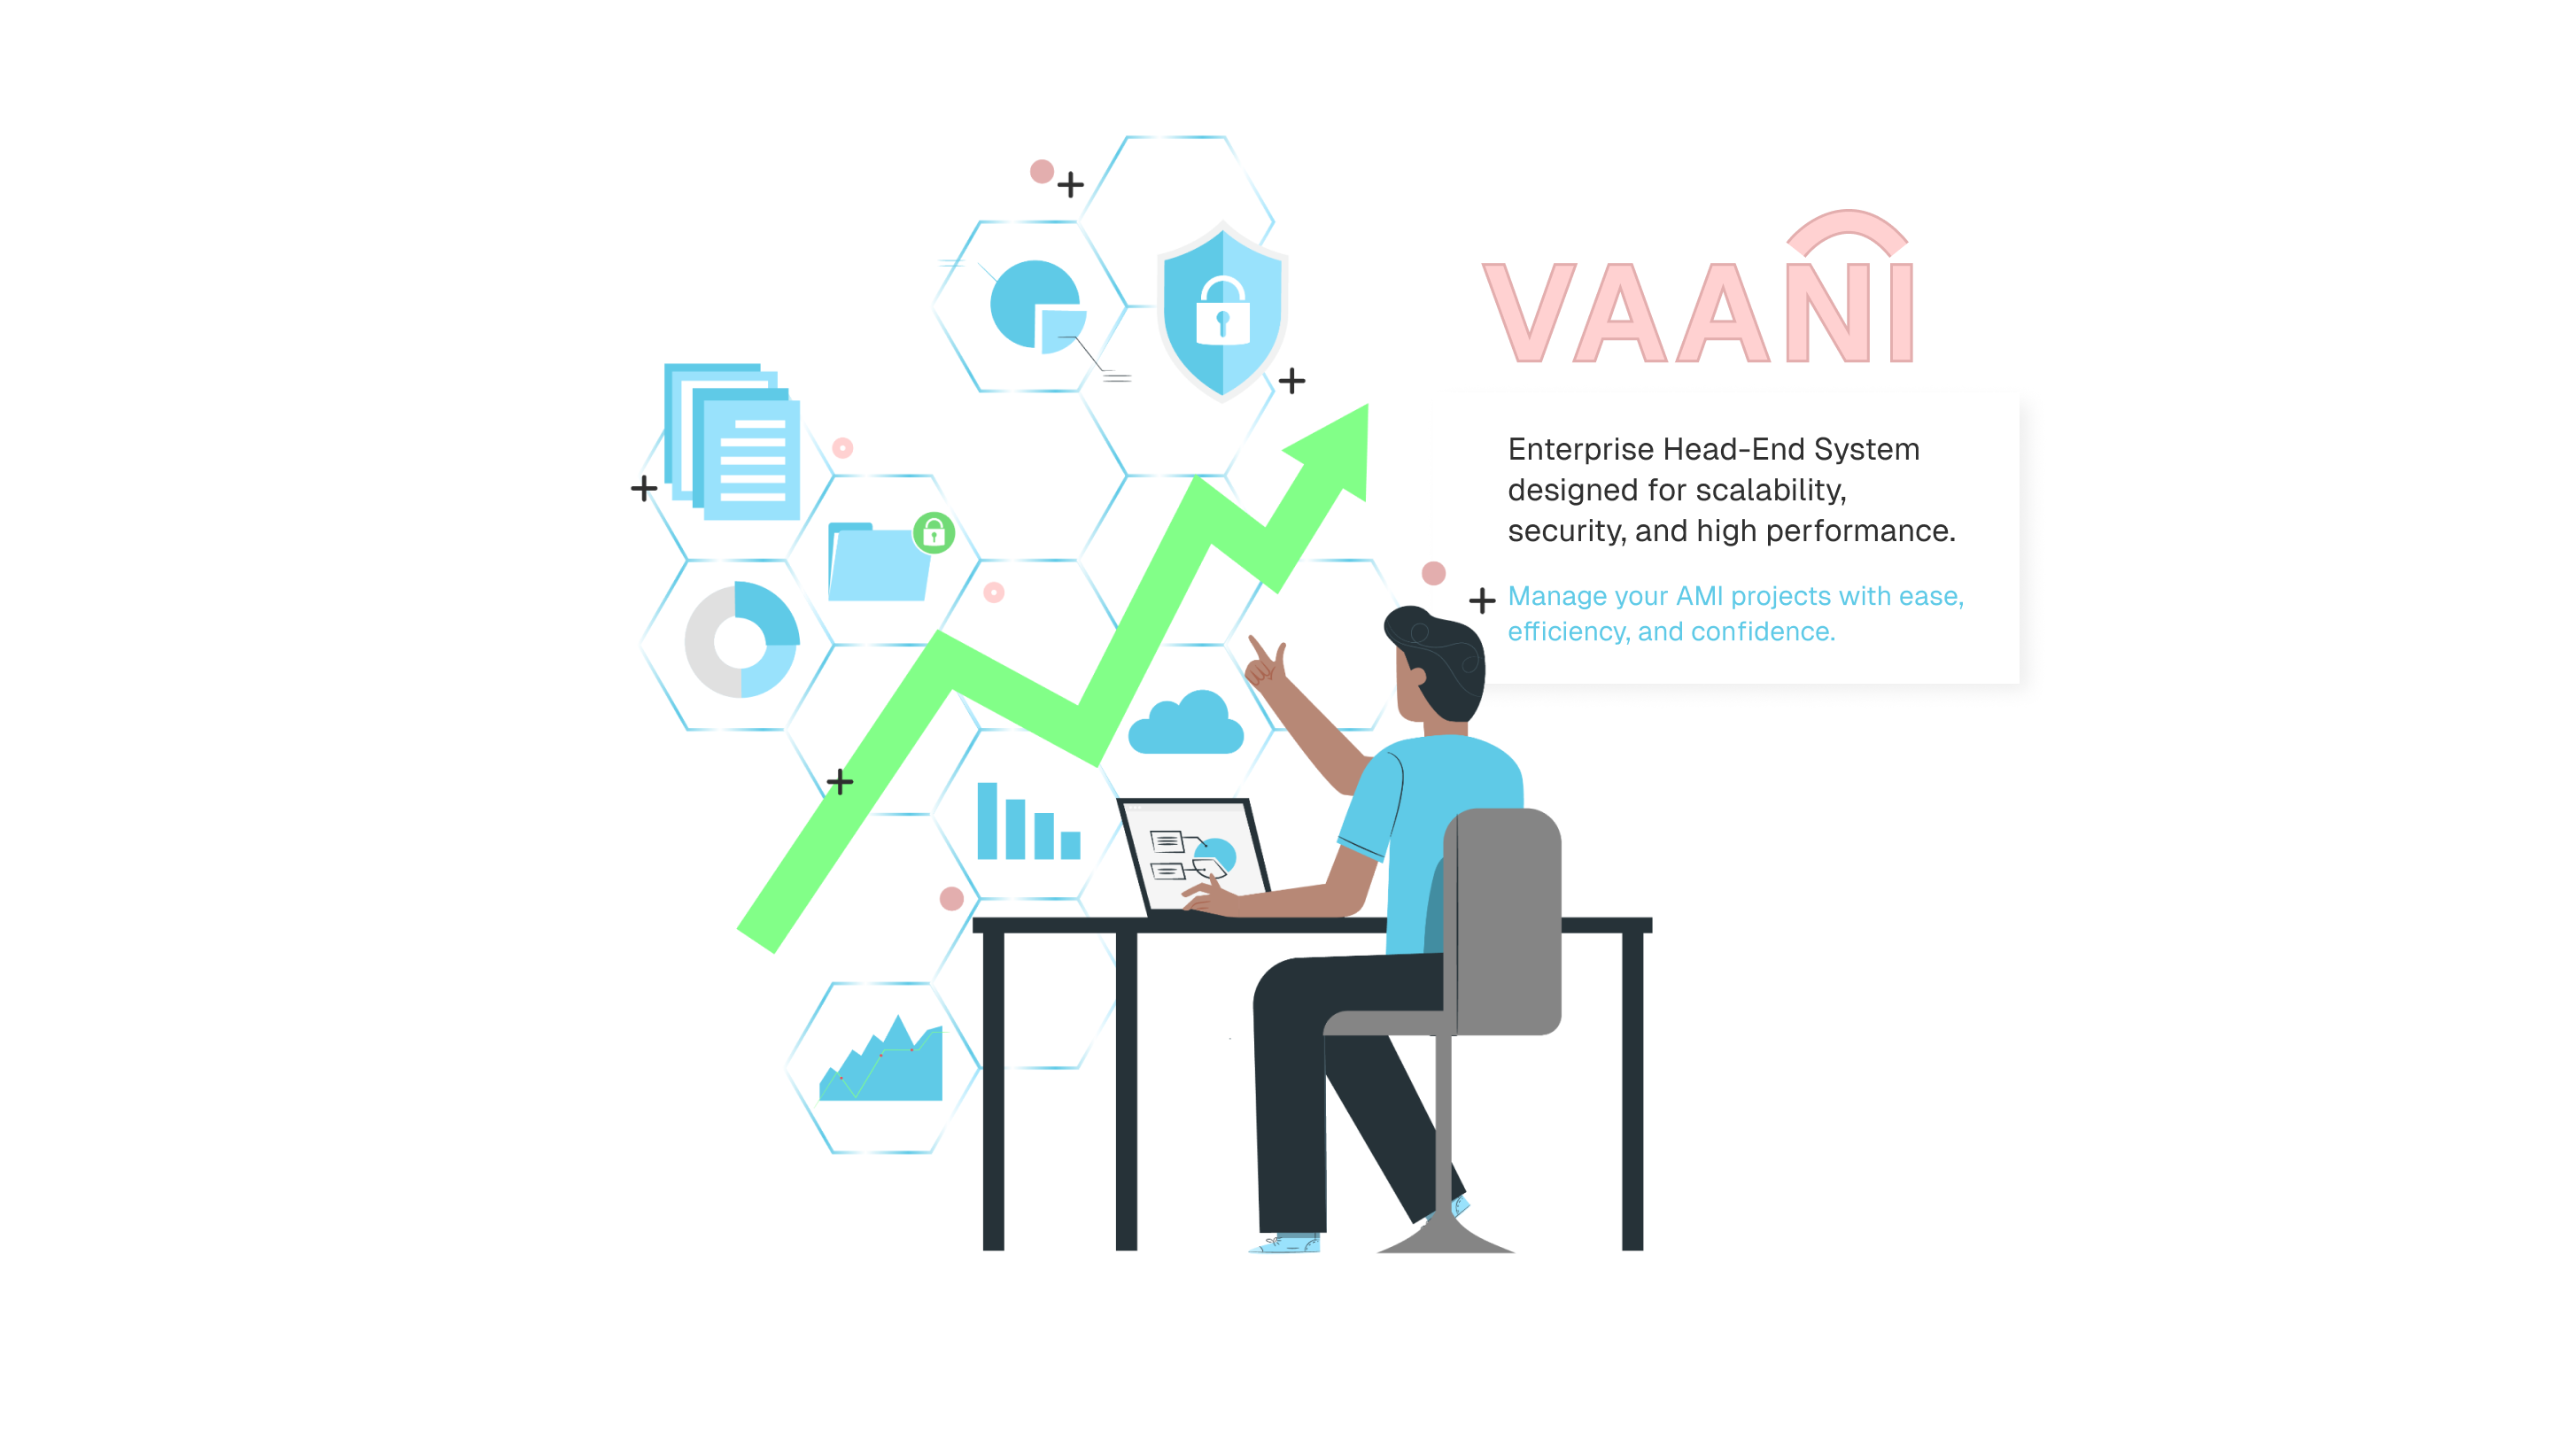 VAANI
Enterprise Head-End System
designed for scalability,
security, and high performance.
Manage your AMI projects with ease,
efficiency, and confidence.